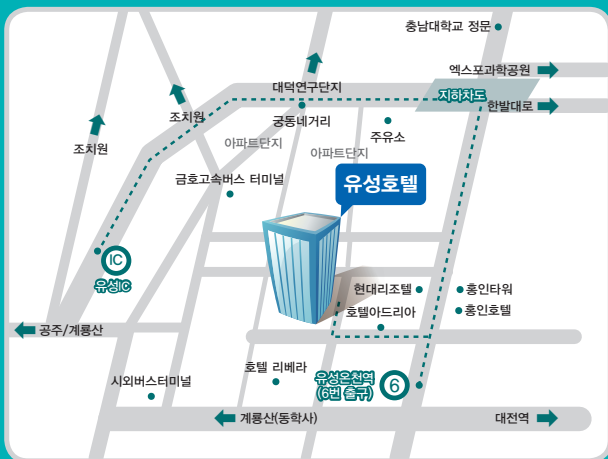 충남대학교 정문
엑스포과학공원
대덕연구단지
지하차도
한밭대로
조치원
궁동네거리
주유소
조치원
아파트단지
아파트단지
금호고속버스 터미널
유성호텔
IC
유성IC
현대리조텔
홍인타워
호텔아드리아
홍인호텔
공주/계룡산
호텔 리베라
시외버스터미널
유성온천역
(6번 출구)
6
계룡산(동학사)
대전역